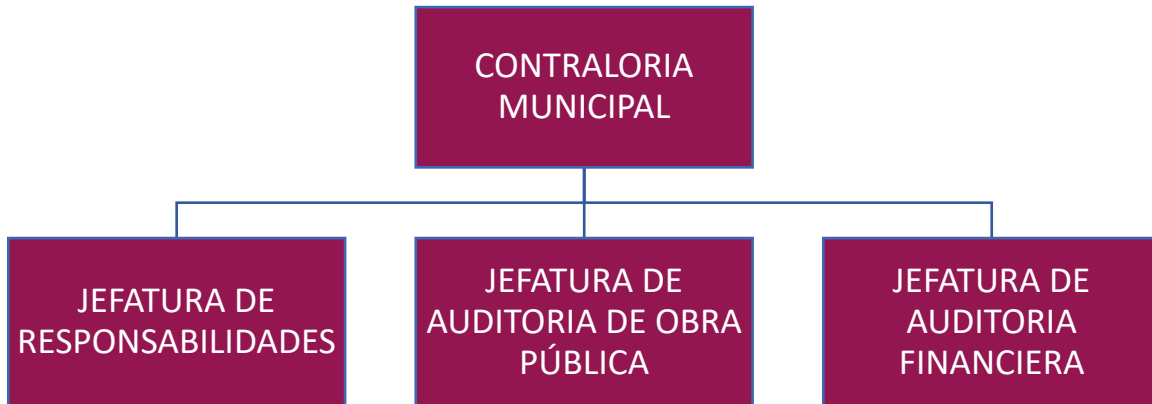 CONTRALORIA
MUNICIPAL
JEFATURA DE
RESPONSABILIDADES
JEFATURA DE
AUDITORIA DE OBRA
PÚBLICA
JEFATURA DE
AUDITORIA
FINANCIERA